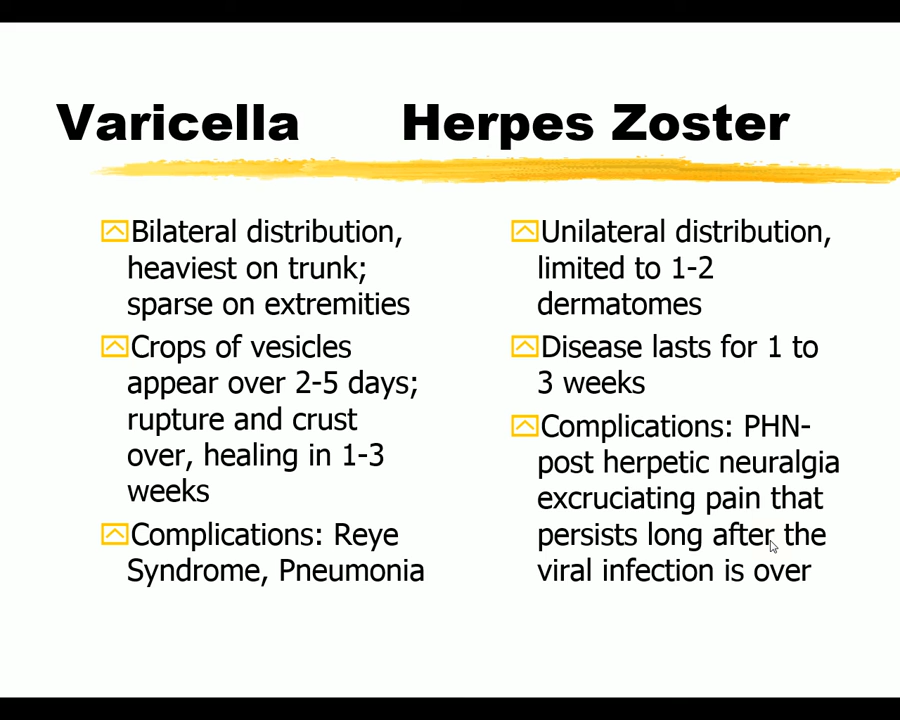 Varicella
Herpes Zoster
Bilateral distribution,
heaviest on trunk;
sparse on extremities
Crops of vesicles
appear over 2-5 days;
rupture and crust
over, healing in 1-3
weeks
Complications: Reye
Syndrome, Pneumonia
Unilateral distribution,
limited to 1-2
dermatomes
Disease lasts for 1 to
3 weeks
Complications: PHN-
post herpetic neuralgia
excruciating pain that
persists long after the
viral infection is over